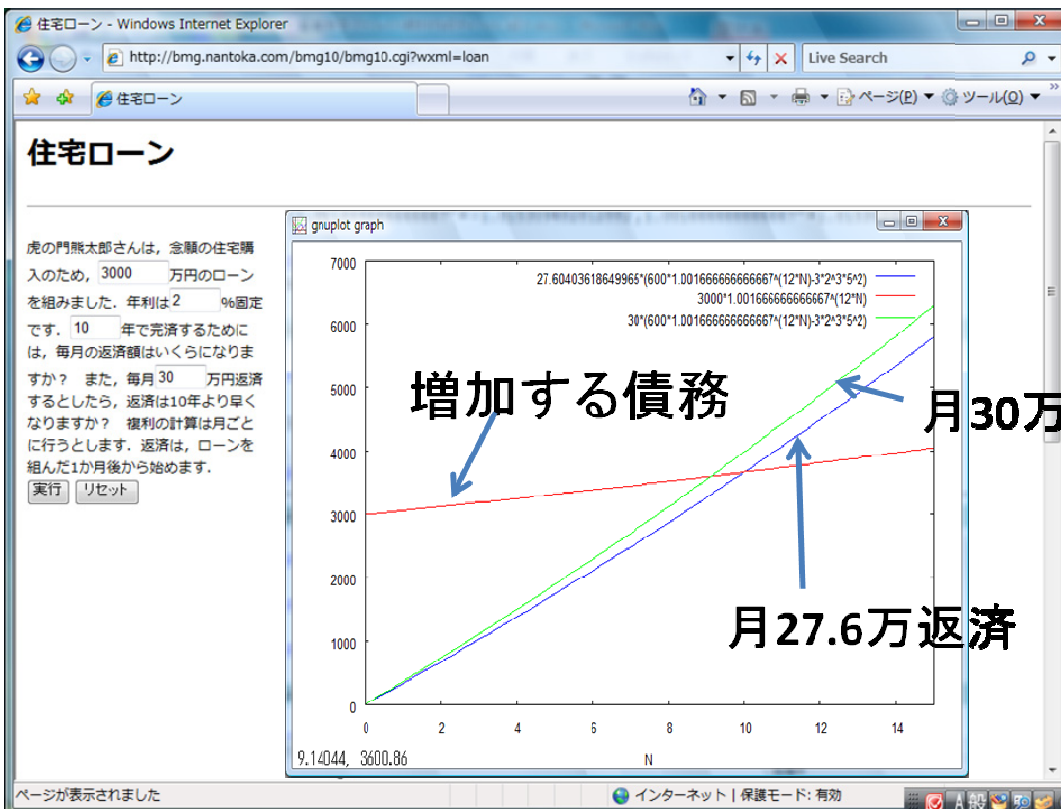 住宅ローン - Windows Internet Explorer
http://bmg.nantoka.com/bmg10/bmg10.cgi?wxml=loan
Live Search
住宅ローン
ページ(P)
ツール(O)
住宅ローン
虎の門熊太郎さんは，念願の住宅購
入のため，3000 万円のローン
を組みました．年利は2 %固定
です．10 年で完済するために
は，毎月の返済額はいくらになりま
すか？ また，毎月30 万円返済
するとしたら，返済は10年より早く
なりますか？ 複利の計算は月ごと
に行うとします．返済は，ローンを
組んだ1か月後から始めます．
実行 リセット
gnuplot graph
27.60403618649965*(600*1.001666666666667^(12*N)-3*2^3*5^2)
3000*1.001666666666667^(12*N)
30*(600*1.001666666666667^(12*N)-3*2^3*5^2)
7000
6000
5000
4000
3000
2000
1000
0
0 2 4 6 8 10 12 14
N
9.14044, 3600.86
増加する債務
月30万
月27.6万返済
ページが表示されました
インターネット | 保護モード: 有効
A 般